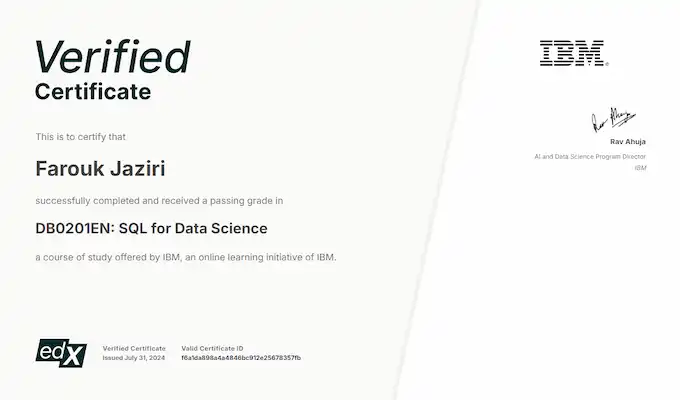 Verified
Certificate
This is to certify that
Farouk Jaziri
successfully completed and received a passing grade in
DB0201EN: SQL for Data Science
a course of study offered by IBM, an online learning initiative of IBM.
IBM®
Rav Ahuja
AI and Data Science Program Director
IBM
edX
Verified Certificate
Issued July 31, 2024
Valid Certificate ID
f6a1da898a4a4846bc912e25678357fb